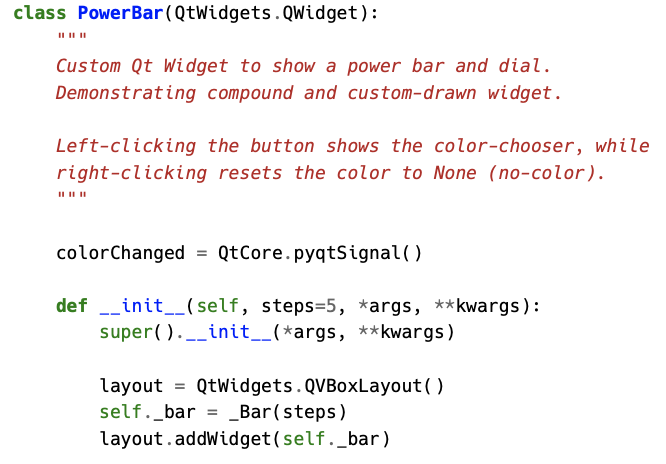 class PowerBar(QtWidgets.QWidget):
    """
    Custom Qt Widget to show a power bar and dial.
    Demonstrating compound and custom-drawn widget.

    Left-clicking the button shows the color-chooser, while
    right-clicking resets the color to None (no-color).
    """

    colorChanged = QtCore.pyqtSignal()

    def __init__(self, steps=5, *args, **kwargs):
        super().__init__(*args, **kwargs)

        layout = QtWidgets.QVBoxLayout()
        self._bar = _Bar(steps)
        layout.addWidget(self._bar)